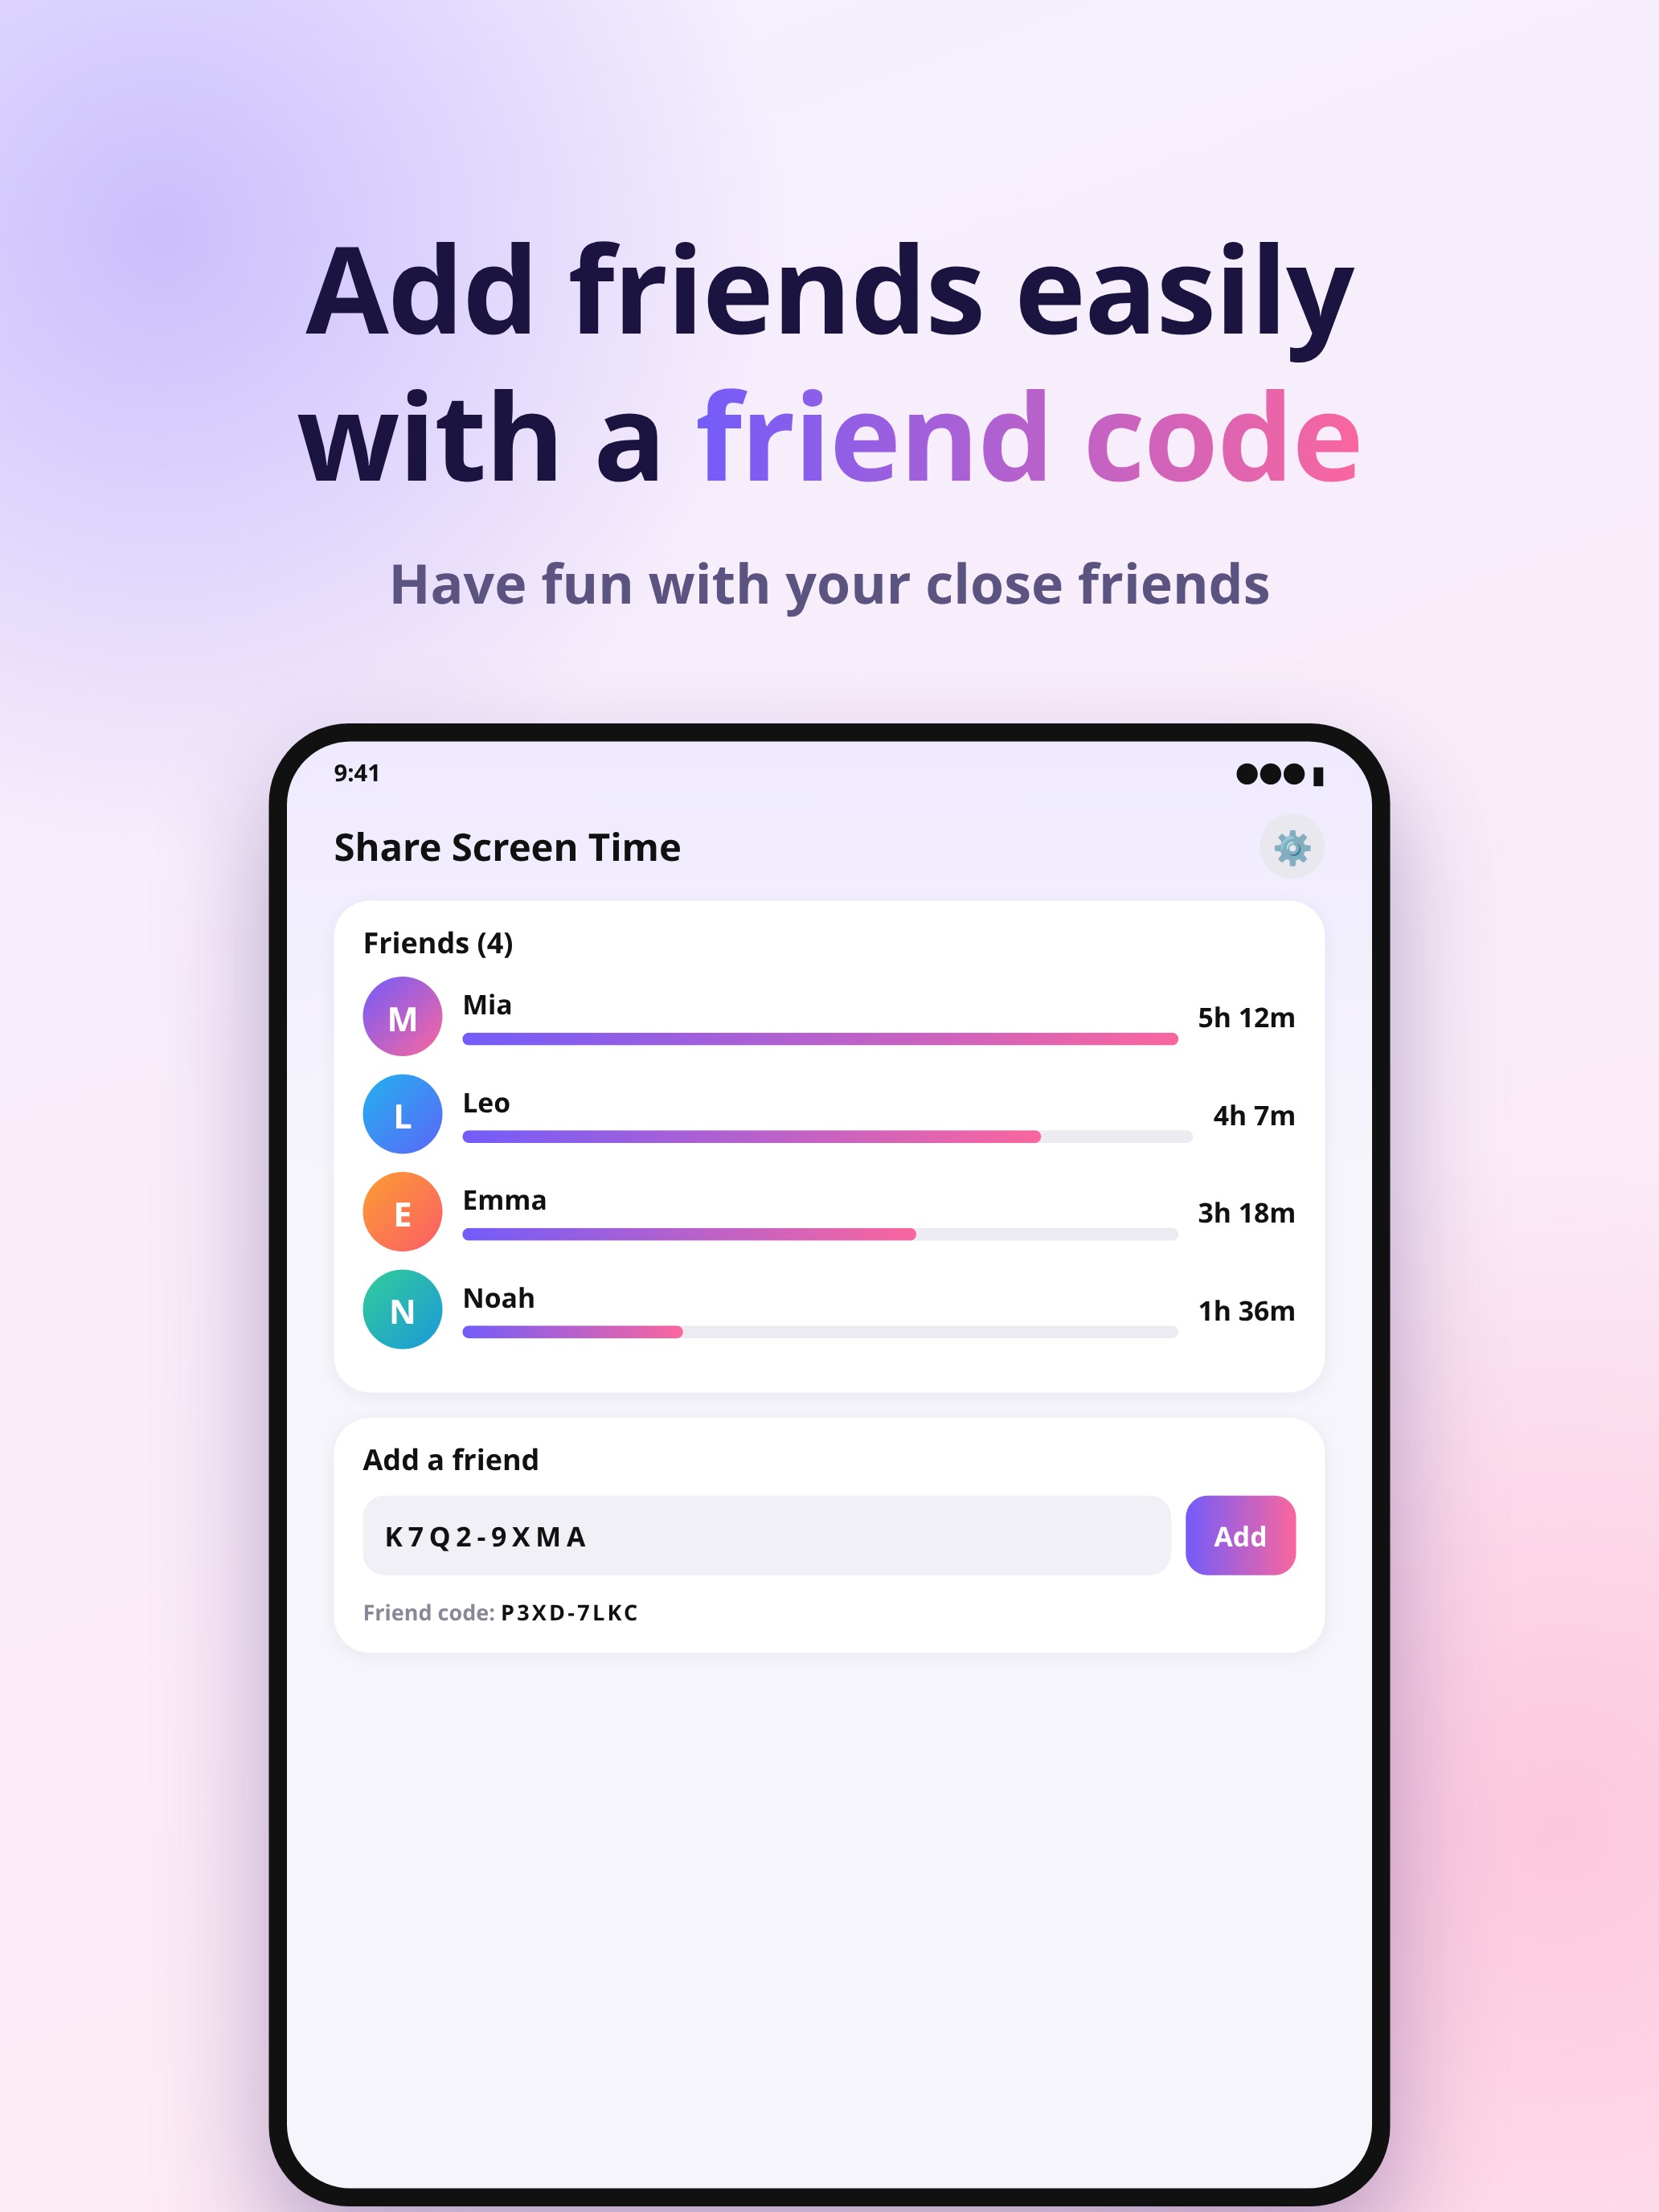 Add friends easily
with a friend code
Have fun with your close friends
9:41
Share Screen Time
Friends (4)
M Mia 5h 12m
L Leo 4h 7m
E Emma 3h 18m
N Noah 1h 36m
Add a friend
K7Q2-9XMA Add
Friend code: P3XD-7LKC